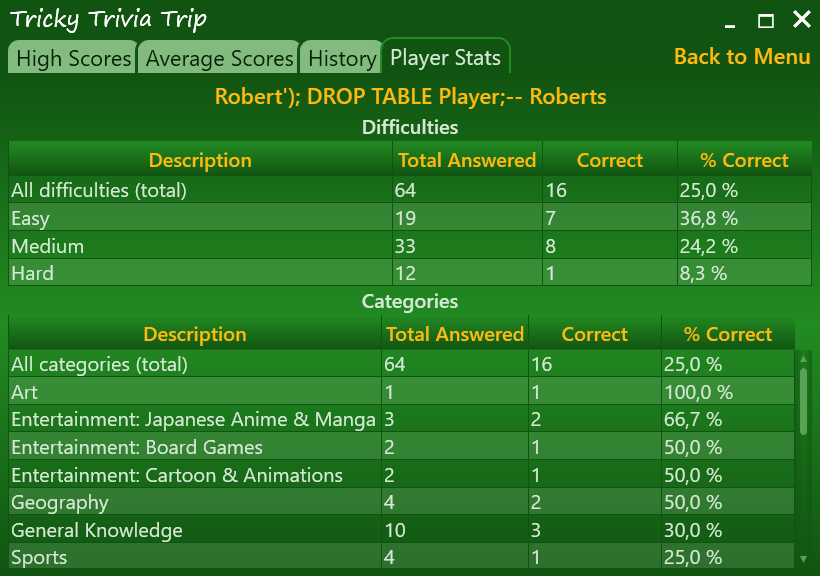 Tricky Trivia Trip
High Scores Average Scores History Player Stats Back to Menu
Robert'); DROP TABLE Player;-- Roberts
Difficulties
Description Total Answered Correct % Correct
All difficulties (total) 64 16 25,0 %
Easy 19 7 36,8 %
Medium 33 8 24,2 %
Hard 12 1 8,3 %
Categories
Description Total Answered Correct % Correct
All categories (total) 64 16 25,0 %
Art 1 1 100,0 %
Entertainment: Japanese Anime & Manga 3 2 66,7 %
Entertainment: Board Games 2 1 50,0 %
Entertainment: Cartoon & Animations 2 1 50,0 %
Geography 4 2 50,0 %
General Knowledge 10 3 30,0 %
Sports 4 1 25,0 %